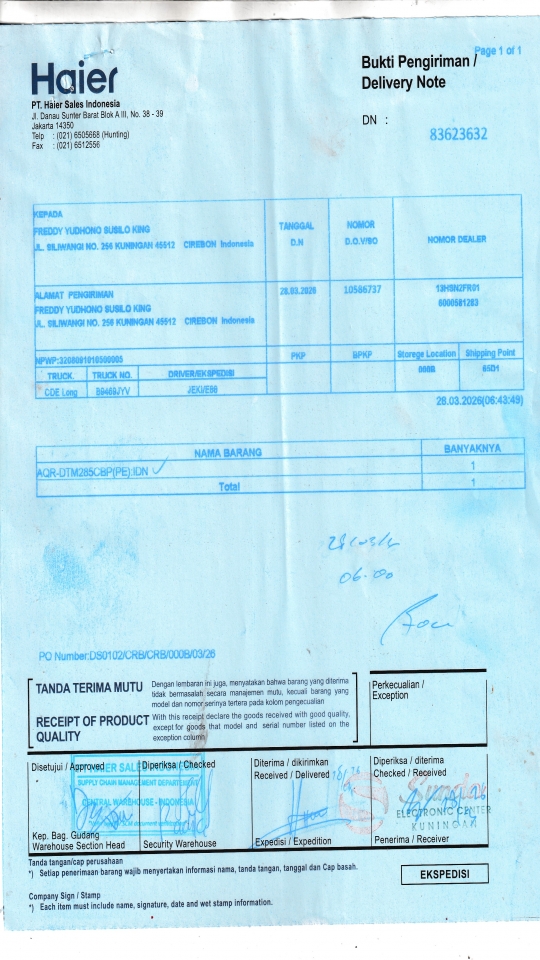 Page 1 of 1
Haier
Bukti Pengiriman /
Delivery Note
PT. Haier Sales Indonesia
Jl. Danau Sunter Barat Blok A III, No. 38 - 39
Jakarta 14350
Telp : (021) 6505668 (Hunting)
Fax : (021) 6512556
DN :
83623632
KEPADA
FREDDY YUDHONO SUSILO KING
JL. SILIWANGI NO. 256 KUNINGAN 45512 CIREBON Indonesia
TANGGAL
D.N
NOMOR
D.O./SO
NOMOR DEALER
ALAMAT PENGIRIMAN
FREDDY YUDHONO SUSILO KING
JL. SILIWANGI NO. 256 KUNINGAN 45512 CIREBON Indonesia
28.03.2026
10586737
13HSN2FR01
6000581283
PKP
BPKP
Storege Location
Shipping Point
000B
65D1
TRUCK.
TRUCK NO.
DRIVER/EKSPEDISI
CDE Long
B9469JYV
28.03.2026(06:43:49)
NAMA BARANG
BANYAKNYA
AQR-DTM285CBP(PE):IDN
1
Total
1
06.00
PO Number:DS0102/CRB/CRB/000B/03/26
TANDA TERIMA MUTU
Dengan lembaran ini juga, menyatakan bahwa barang yang diterima
tidak bermasalah secara manajemen mutu, kecuali barang yang
model dan nomor serinya tertera pada kolom pengecualian
RECEIPT OF PRODUCT
QUALITY
With this receipt declare the goods received with good quality,
except for goods that model and serial number listed on the
exception column
Perkecualian /
Exception
Disetujui / Approved
Diperiksa / Checked
Diterima / dikirimkan
Received / Delivered
Diperiksa / diterima
Checked / Received
SUPPLY CHAIN MANAGEMENT DEPARTMENT
CENTRAL WAREHOUSE - INDONESIA
ELECTRONIC CENTER
KUNINGAN
Kep. Bag. Gudang
Warehouse Section Head
Security Warehouse
Expedisi / Expedition
Penerima / Receiver
Tanda tangan/cap perusahaan
*) Setiap penerimaan barang wajib menyertakan informasi nama, tanda tangan, tanggal dan Cap basah.
EKSPEDISI
Company Sign / Stamp
*) Each item must include name, signature, date and wet stamp information.